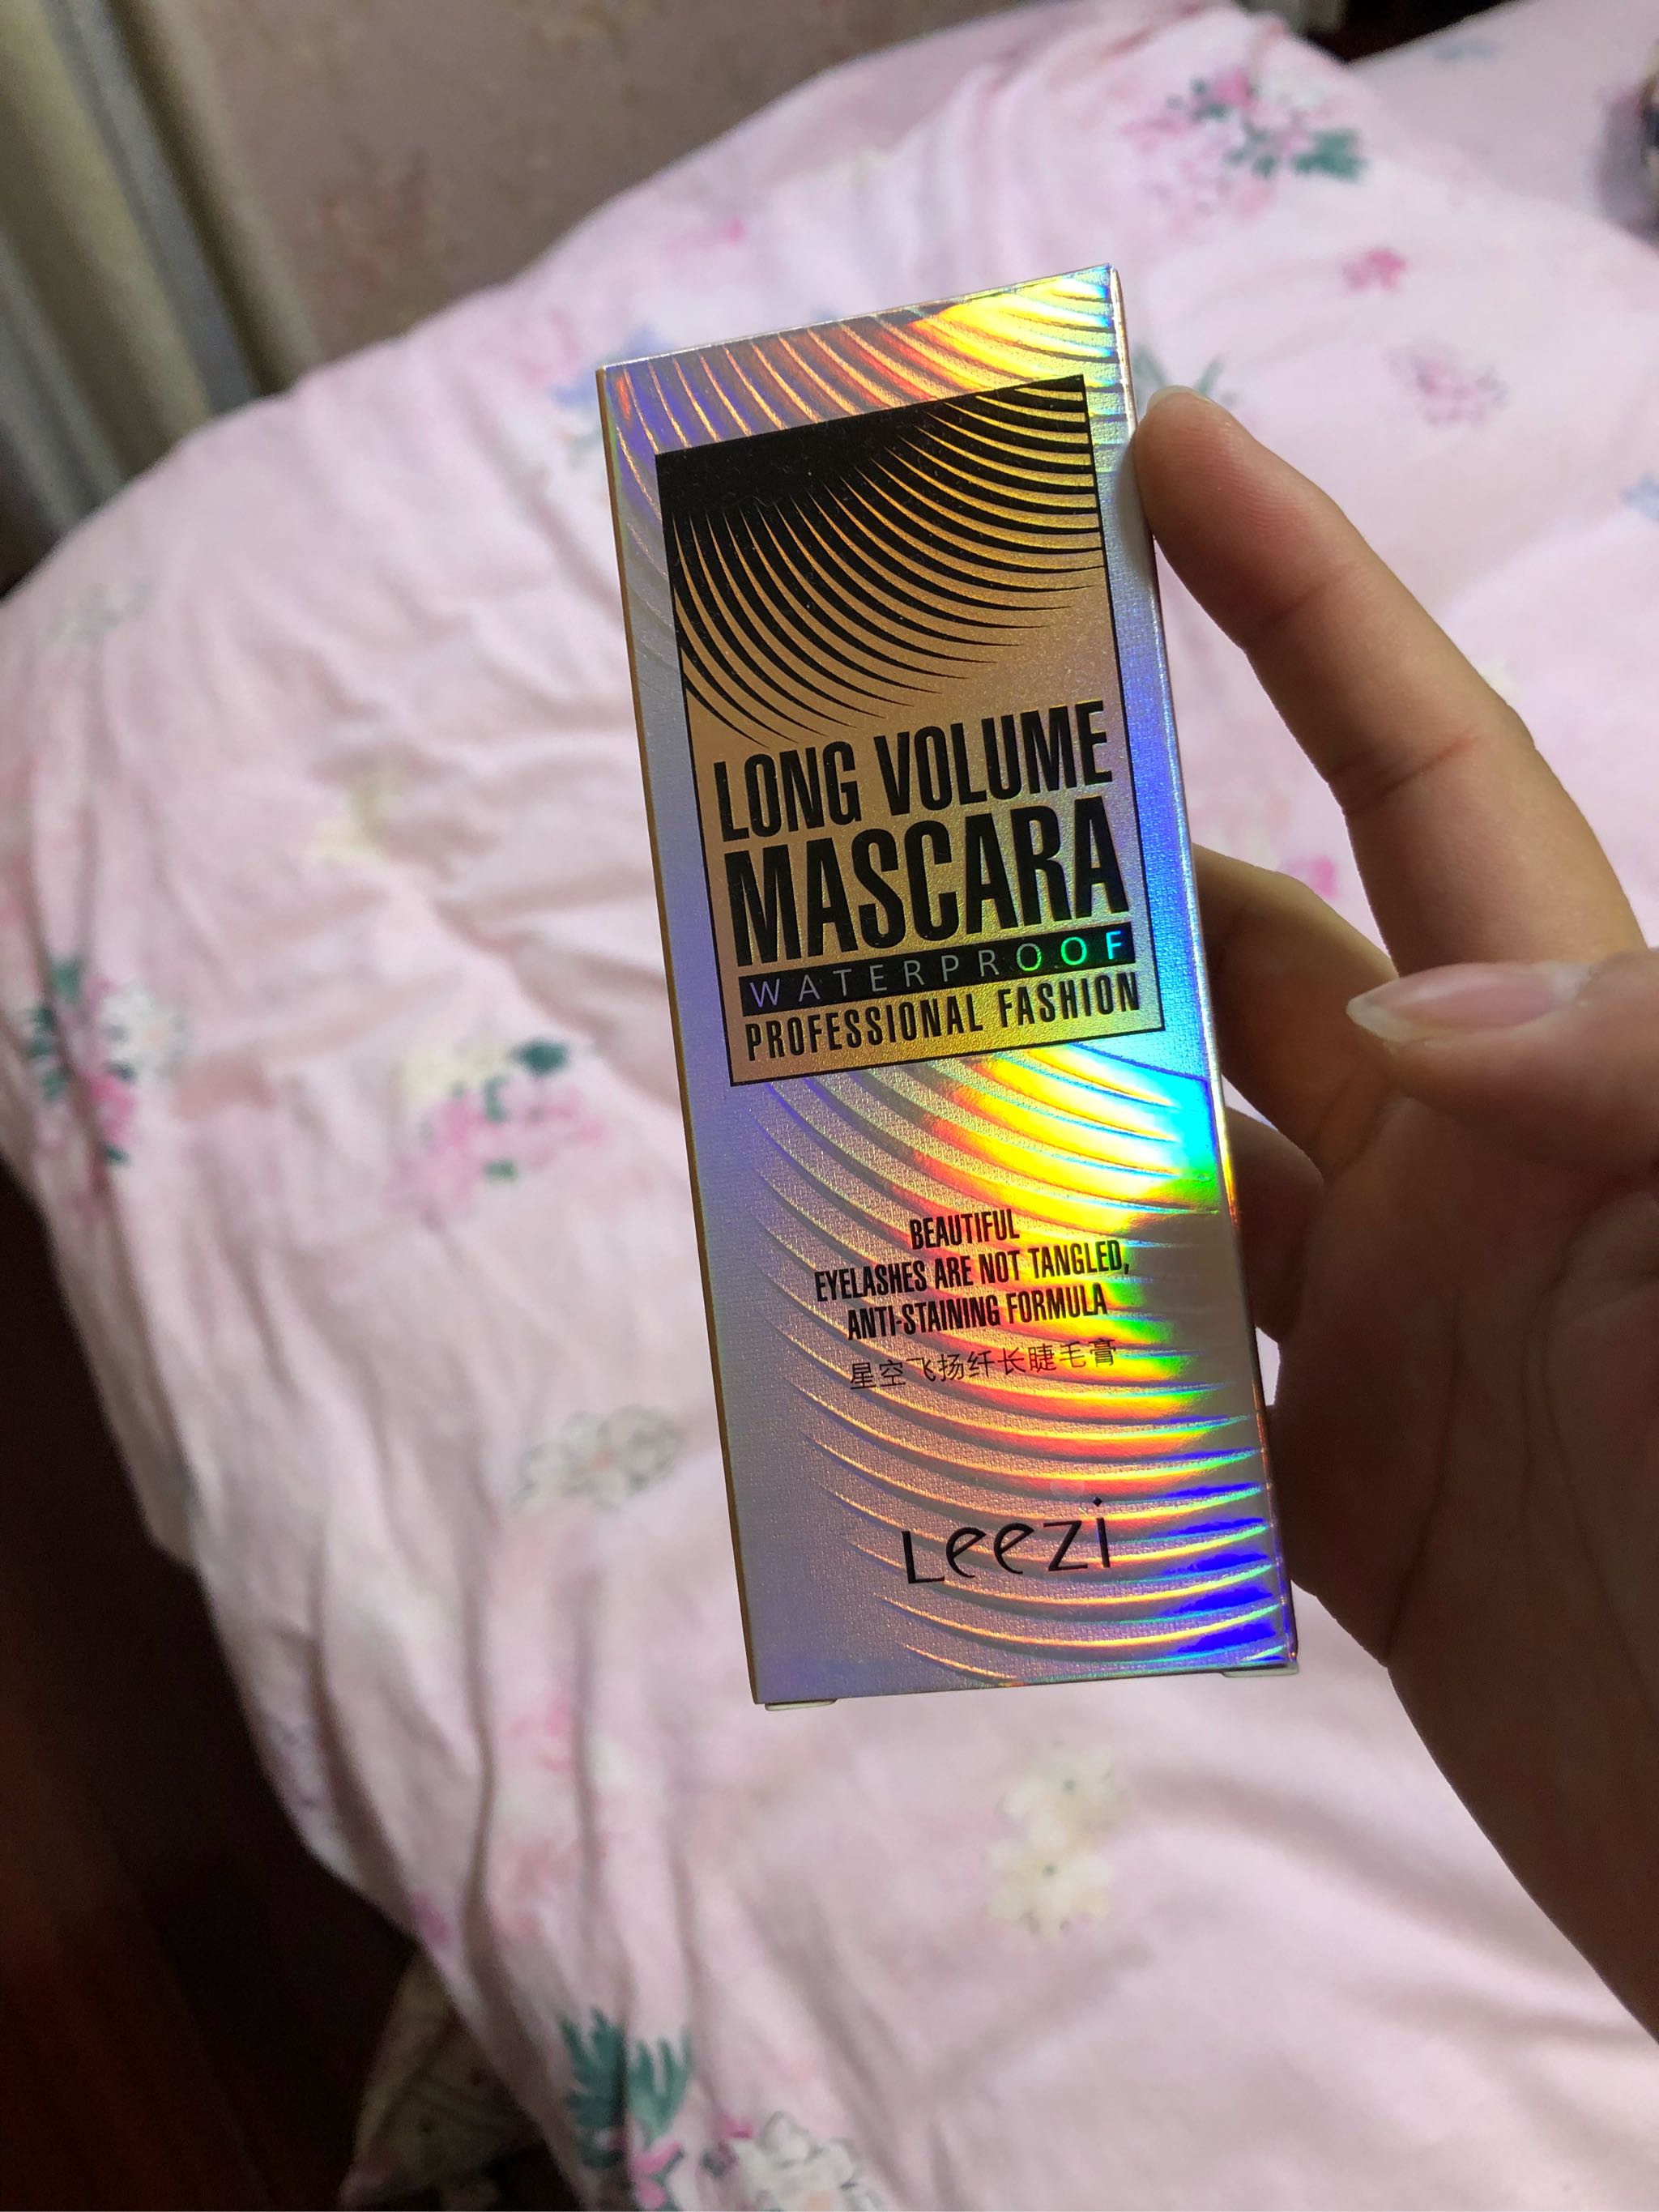 LONG VOLUME
MASCARA
WATERPROOF
PROFESSIONAL FASHION
BEAUTIFUL
EYELASHES ARE NOT TANGLED,
ANTI-STAINING FORMULA
星空飞扬纤长睫毛膏
Leezi